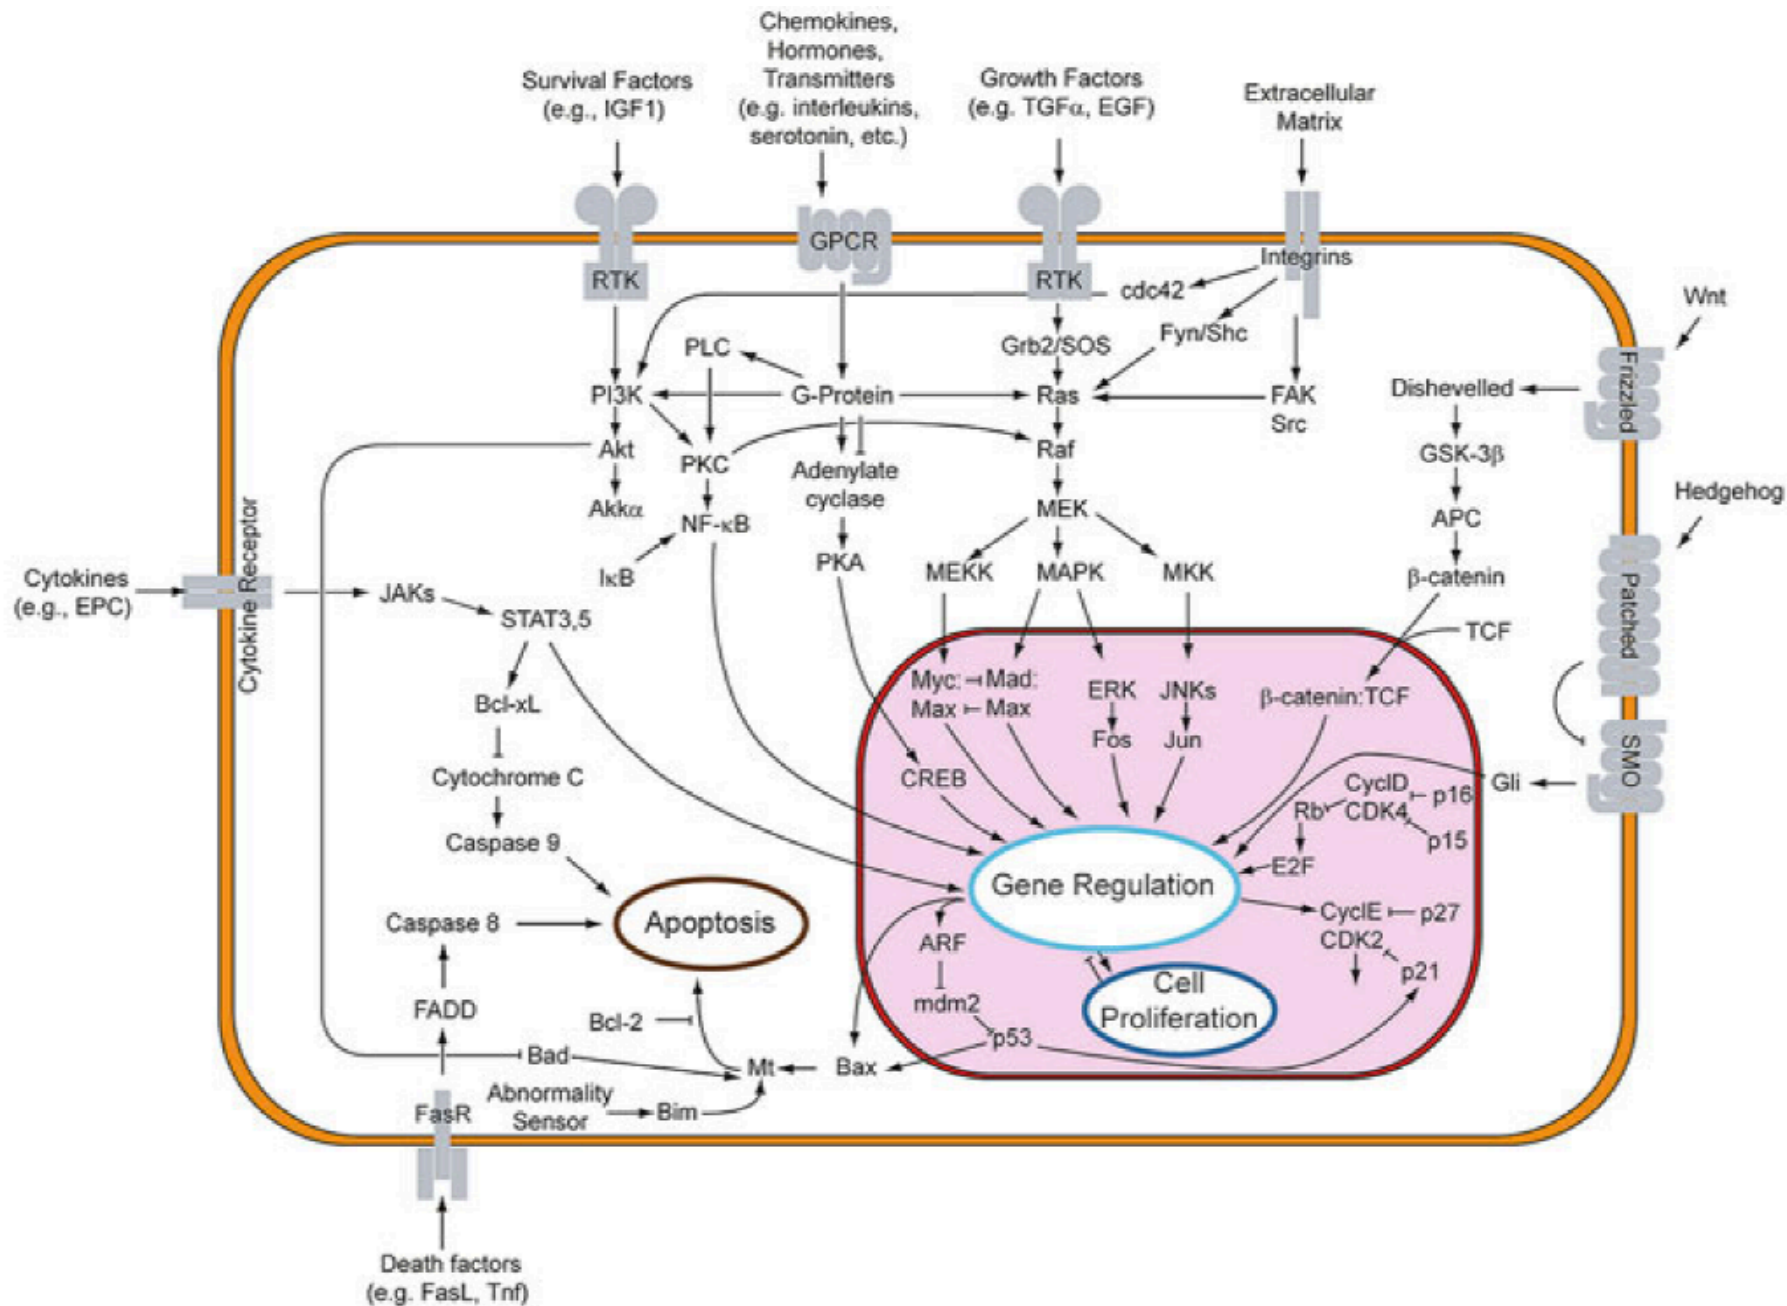 Chemokines,
Hormones,
Transmitters
(e.g. interleukins,
serotonin, etc.)
Survival Factors
(e.g., IGF1)
Growth Factors
(e.g. TGFα, EGF)
Extracellular
Matrix
RTK
GPCR
RTK
Integrins
cdc42
Wnt
Fyn/Shc
Grb2/SOS
PLC
Frizzled
PI3K
G-Protein
Ras
FAK
Src
Dishevelled
Akt
PKC
Raf
GSK-3β
Adenylate
cyclase
Hedgehog
Akkα
NF-κB
MEK
APC
IκB
PKA
MEKK
MAPK
MKK
β-catenin
Patched
Cytokines
(e.g., EPC)
Cytokine Receptor
JAKs
STAT3,5
TCF
Myc:
Max
Mad:
Max
ERK
JNKs
β-catenin:TCF
Bcl-xL
Fos
Jun
SMO
Cytochrome C
CREB
Gli
CyclD
CDK4
p16
Rb
p15
Caspase 9
E2F
Gene Regulation
Caspase 8
Apoptosis
CyclE
CDK2
p27
ARF
p21
FADD
Bcl-2
mdm2
Cell
Proliferation
p53
Bad
Mt
Bax
Abnormality
Sensor
Bim
FasR
Death factors
(e.g. FasL, Tnf)